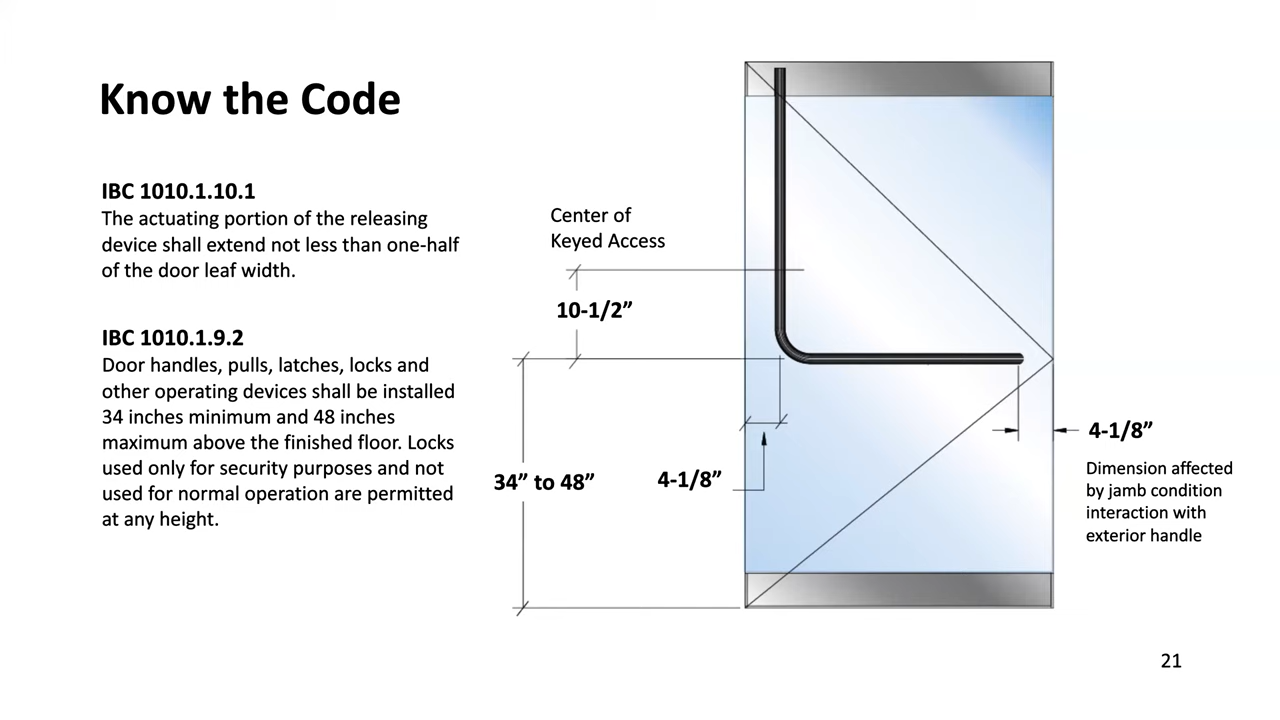 Know the Code
IBC 1010.1.10.1
The actuating portion of the releasing
device shall extend not less than one-half
of the door leaf width.
IBC 1010.1.9.2
Door handles, pulls, latches, locks and
other operating devices shall be installed
34 inches minimum and 48 inches
maximum above the finished floor. Locks
used only for security purposes and not
used for normal operation are permitted
at any height.
Center of
Keyed Access
10-1/2”
34” to 48”
4-1/8”
4-1/8”
Dimension affected
by jamb condition
interaction with
exterior handle
21